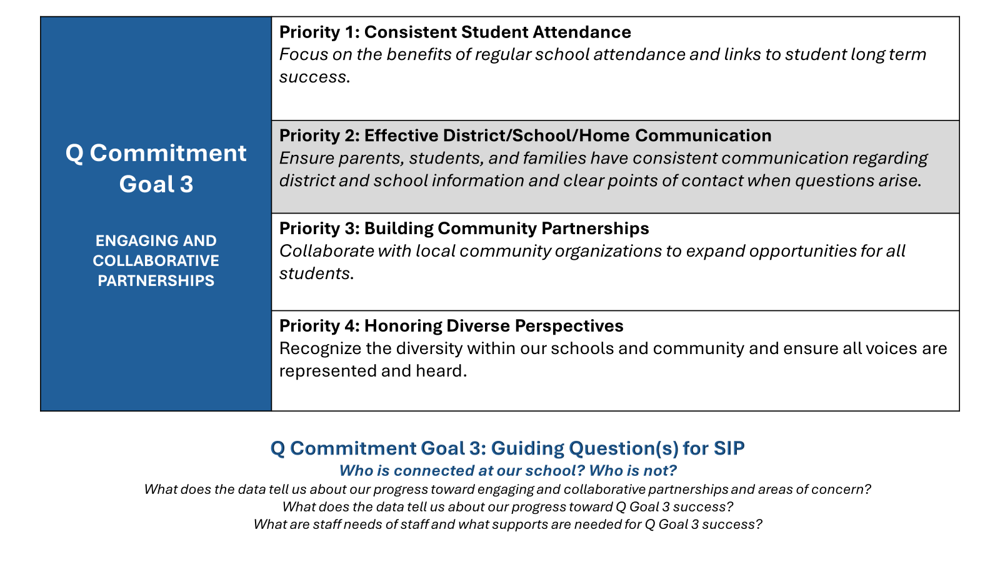 Q Commitment
Goal 3
ENGAGING AND
COLLABORATIVE
PARTNERSHIPS
Priority 1: Consistent Student Attendance
Focus on the benefits of regular school attendance and links to student long term
success.
Priority 2: Effective District/School/Home Communication
Ensure parents, students, and families have consistent communication regarding
district and school information and clear points of contact when questions arise.
Priority 3: Building Community Partnerships
Collaborate with local community organizations to expand opportunities for all
students.
Priority 4: Honoring Diverse Perspectives
Recognize the diversity within our schools and community and ensure all voices are
represented and heard.
Q Commitment Goal 3: Guiding Question(s) for SIP
Who is connected at our school? Who is not?
What does the data tell us about our progress toward engaging and collaborative partnerships and areas of concern?
What does the data tell us about our progress toward Q Goal 3 success?
What are staff needs of staff and what supports are needed for Q Goal 3 success?